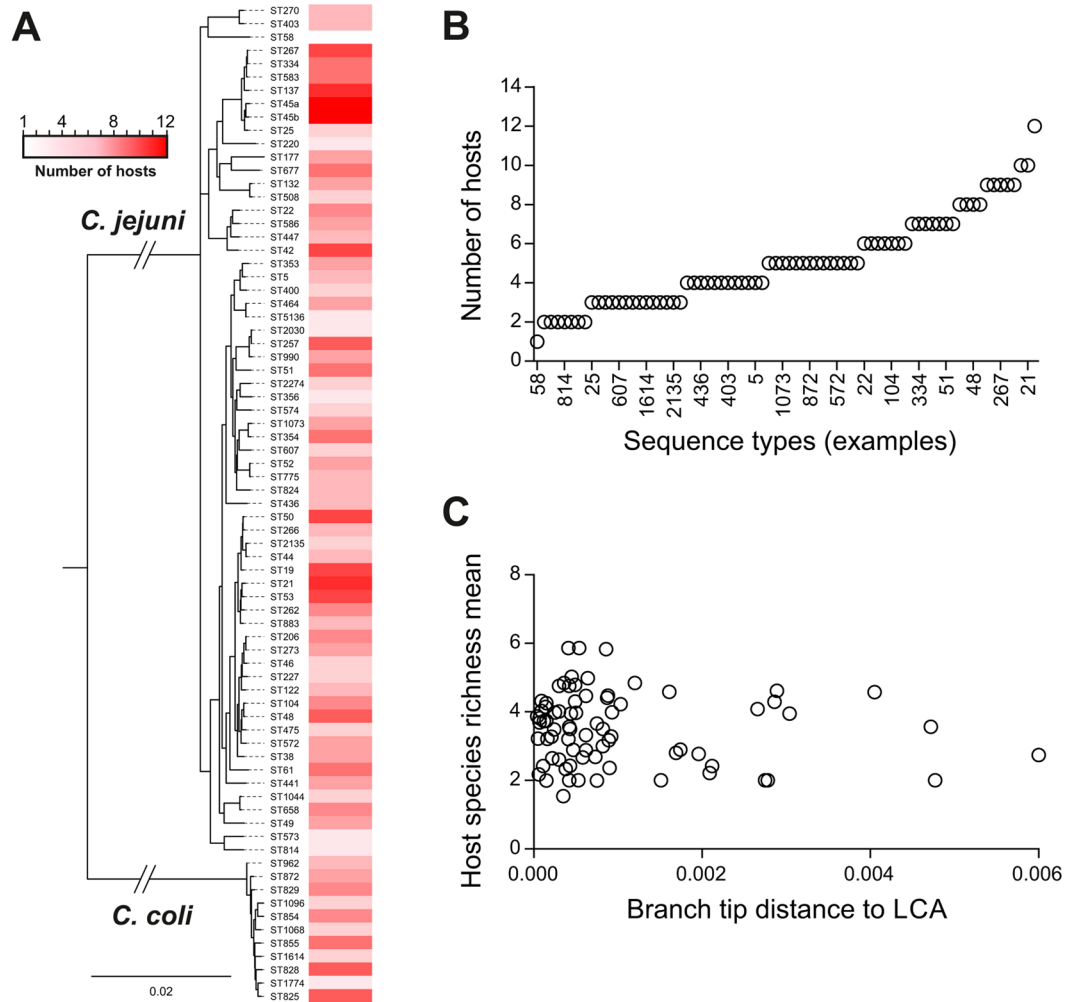 A
1 4 8 12
Number of hosts
C. jejuni
C. coli
0.02
ST270
ST403
ST58
ST267
ST334
ST583
ST137
ST45a
ST45b
ST25
ST220
ST177
ST677
ST132
ST508
ST22
ST586
ST447
ST42
ST353
ST5
ST400
ST464
ST5136
ST2030
ST257
ST990
ST51
ST2274
ST356
ST574
ST1073
ST354
ST607
ST52
ST775
ST824
ST436
ST50
ST266
ST2135
ST44
ST19
ST21
ST53
ST262
ST883
ST206
ST273
ST46
ST227
ST122
ST104
ST48
ST475
ST572
ST38
ST61
ST441
ST1044
ST658
ST49
ST573
ST814
ST962
ST872
ST829
ST1096
ST854
ST1068
ST855
ST1614
ST828
ST1774
ST825
B
Number of hosts
14
12
10
8
6
4
2
0
58 814 25 607 1614 2135 436 403 5 1073 872 572 22 104 334 51 48 267 21
Sequence types (examples)
C
Host species richness mean
8
6
4
2
0
0.000 0.002 0.004 0.006
Branch tip distance to LCA